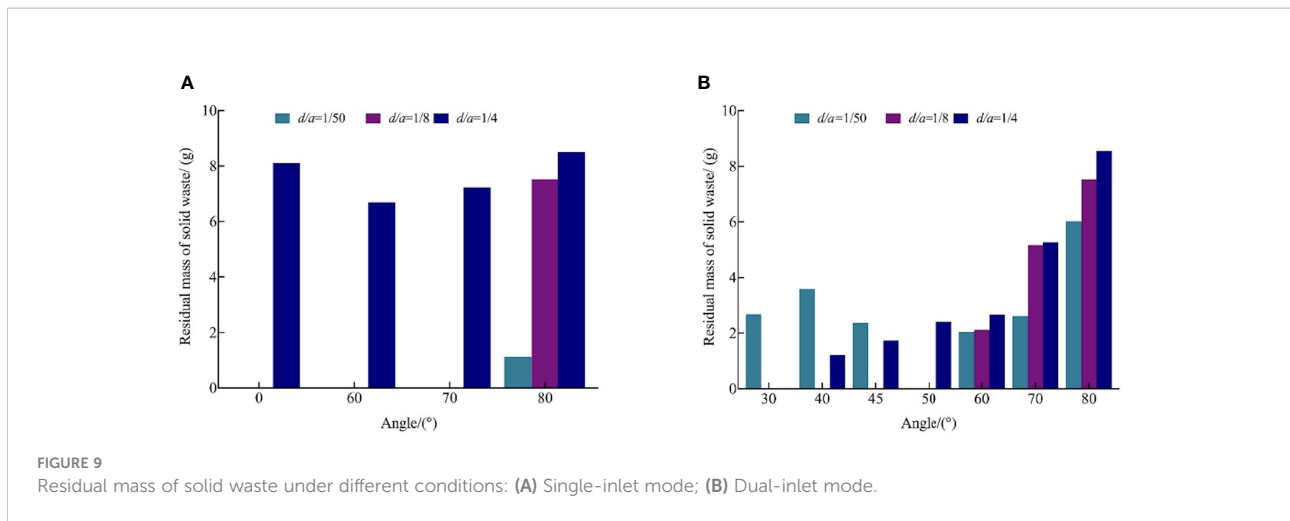 A
10
8
6
4
2
0
Residual mass of solid waste/ (g)
d/a=1/50 d/a=1/8 d/a=1/4
0 60 70 80
Angle/(°)
B
10
8
6
4
2
0
Residual mass of solid waste/ (g)
d/a=1/50 d/a=1/8 d/a=1/4
30 40 45 50 60 70 80
Angle/(°)
FIGURE 9
Residual mass of solid waste under different conditions: (A) Single-inlet mode; (B) Dual-inlet mode.